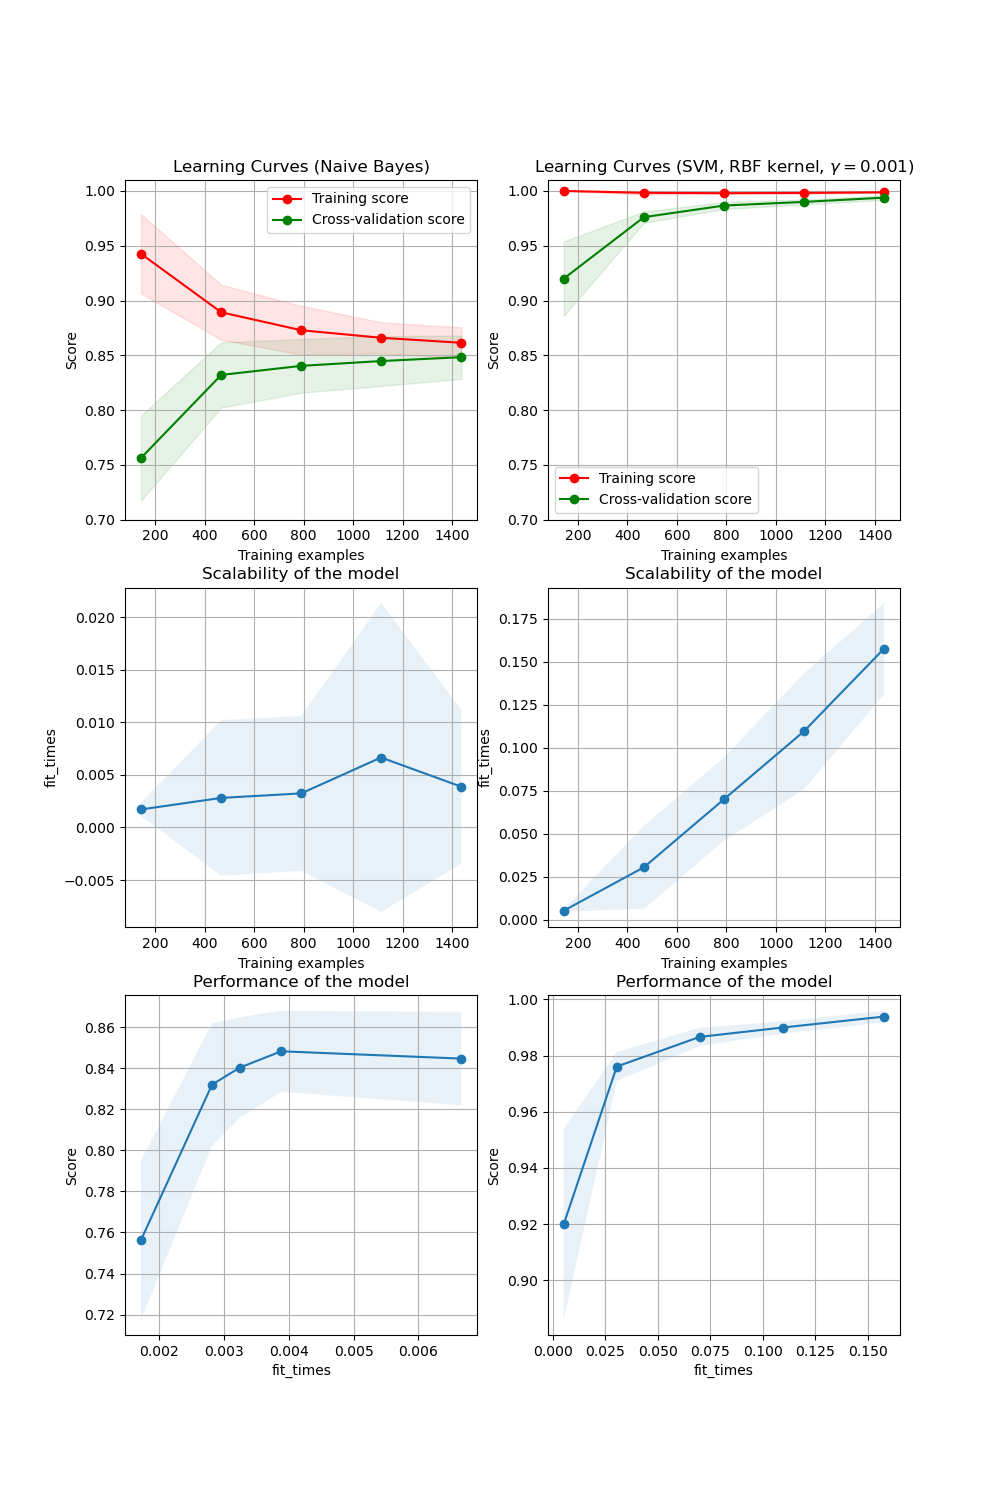 Learning Curves (Naive Bayes)
Score
1.00
0.95
0.90
0.85
0.80
0.75
0.70
Training score
Cross-validation score
200 400 600 800 1000 1200 1400
Training examples
Learning Curves (SVM, RBF kernel, γ = 0.001)
Score
1.00
0.95
0.90
0.85
0.80
0.75
0.70
Training score
Cross-validation score
200 400 600 800 1000 1200 1400
Training examples
Scalability of the model
fit_times
0.020
0.015
0.010
0.005
0.000
−0.005
200 400 600 800 1000 1200 1400
Training examples
Scalability of the model
fit_times
0.175
0.150
0.125
0.100
0.075
0.050
0.025
0.000
200 400 600 800 1000 1200 1400
Training examples
Performance of the model
Score
0.86
0.84
0.82
0.80
0.78
0.76
0.74
0.72
0.002 0.003 0.004 0.005 0.006
fit_times
Performance of the model
Score
1.00
0.98
0.96
0.94
0.92
0.90
0.000 0.025 0.050 0.075 0.100 0.125 0.150
fit_times